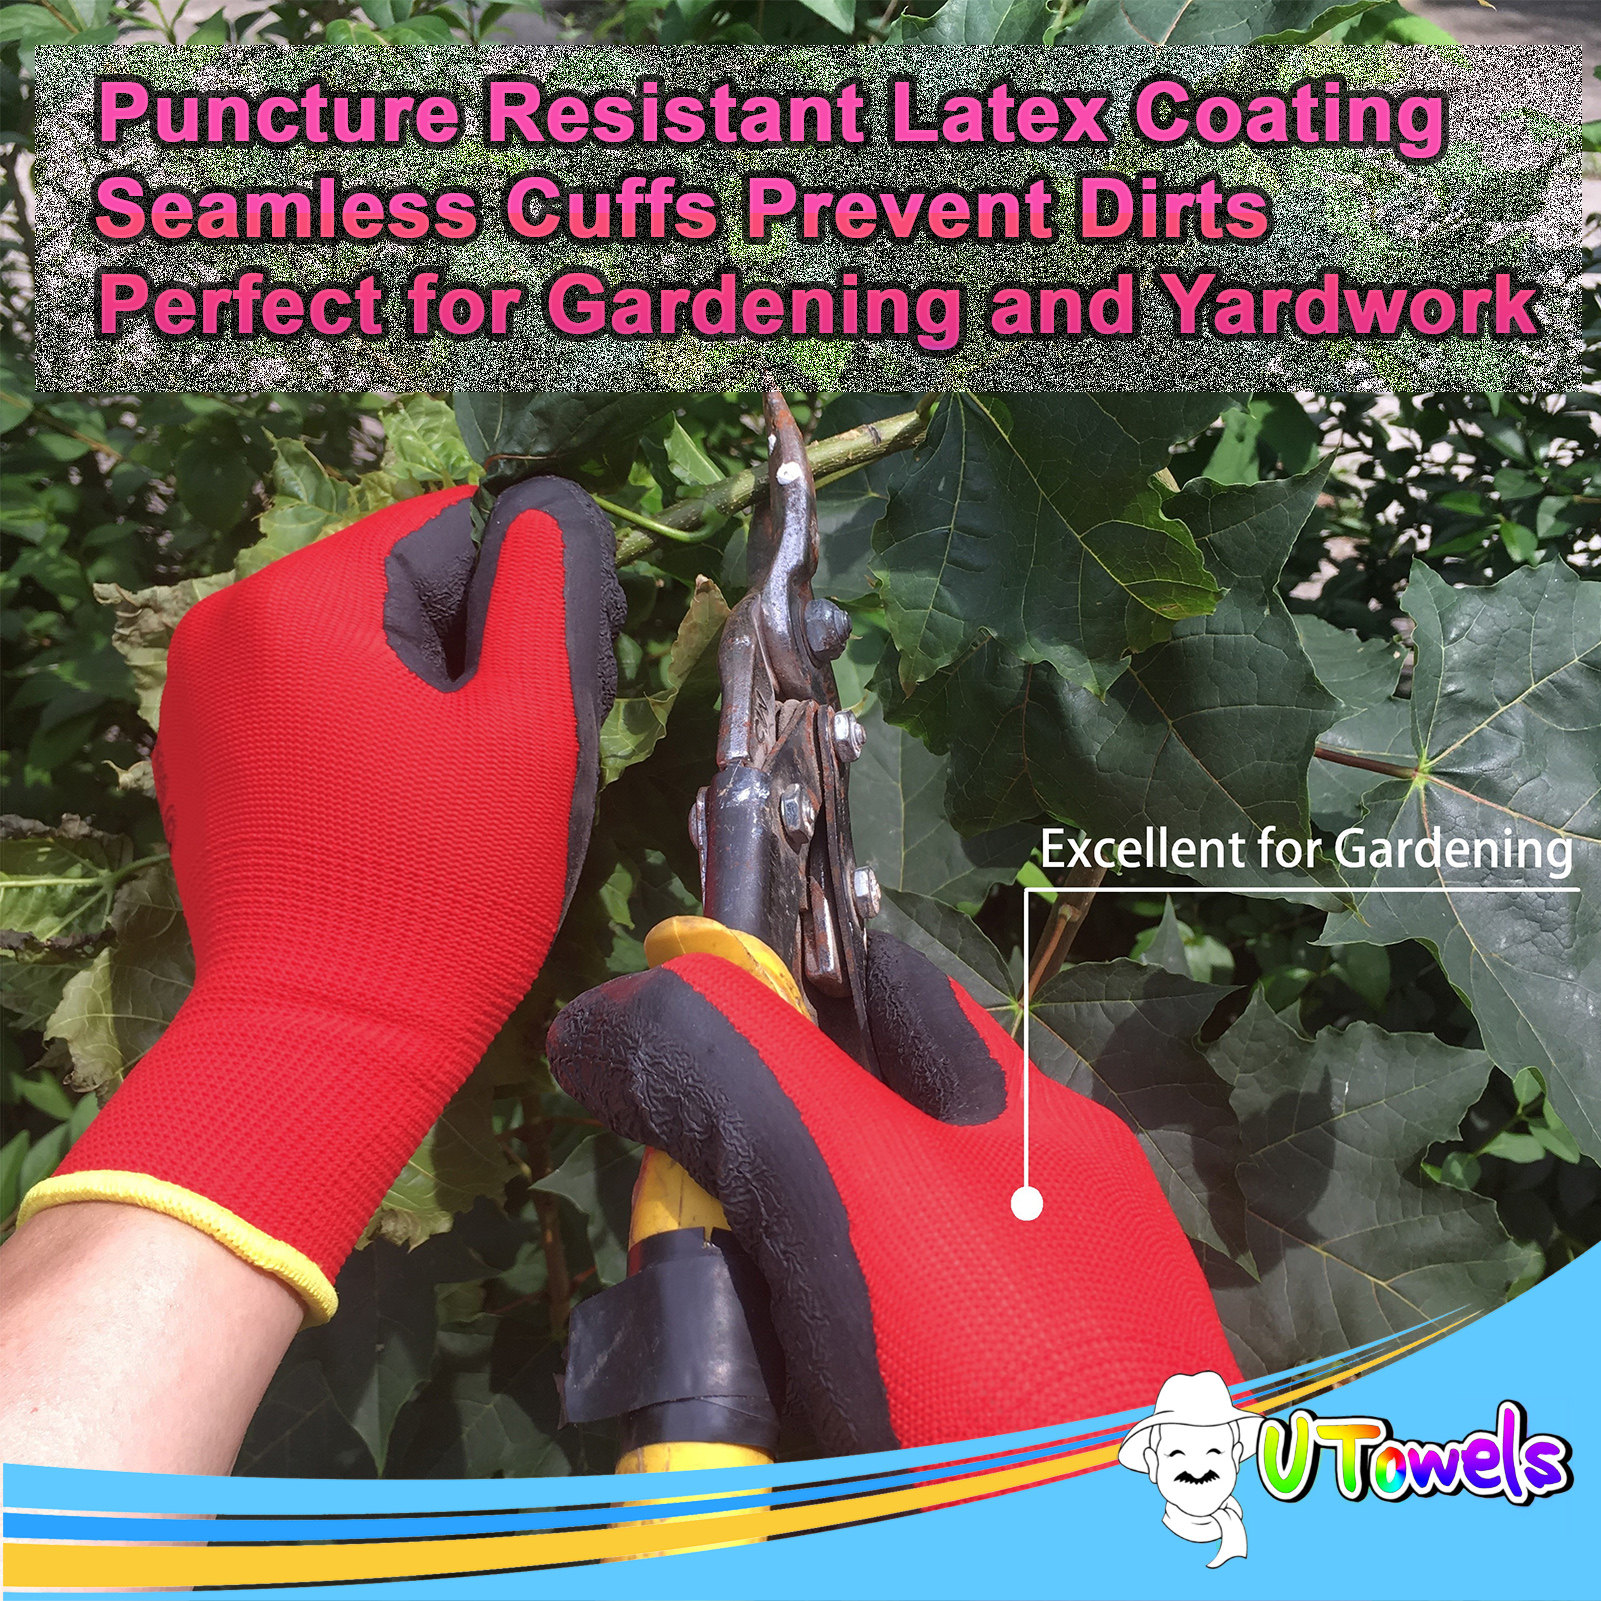 Puncture Resistant Latex Coating
Seamless Cuffs Prevent Dirts
Perfect for Gardening and Yardwork
Excellent for Gardening
UTowels